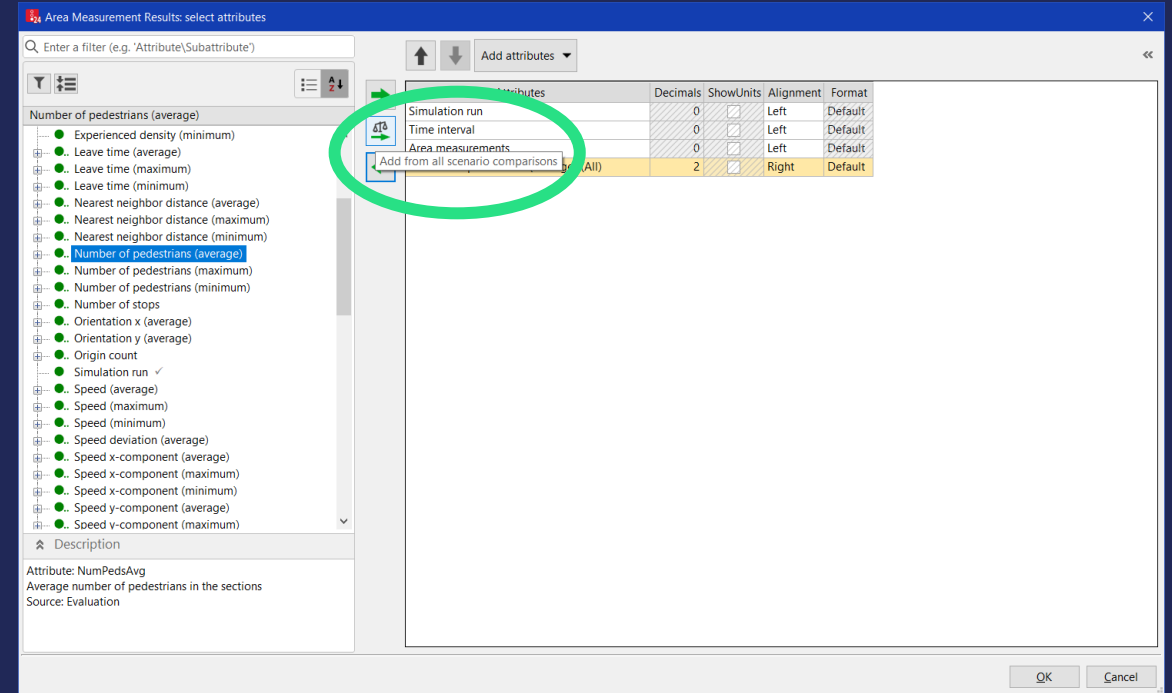 24 Area Measurement Results: select attributes
Enter a filter (e.g. 'Attribute\Subattribute')
Number of pedestrians (average)
Experienced density (minimum)
Leave time (average)
Leave time (maximum)
Leave time (minimum)
Nearest neighbor distance (average)
Nearest neighbor distance (maximum)
Nearest neighbor distance (minimum)
Number of pedestrians (average)
Number of pedestrians (maximum)
Number of pedestrians (minimum)
Number of stops
Orientation x (average)
Orientation y (average)
Origin count
Simulation run
Speed (average)
Speed (maximum)
Speed (minimum)
Speed deviation (average)
Speed x-component (average)
Speed x-component (maximum)
Speed x-component (minimum)
Speed y-component (average)
Speed y-component (maximum)
Description
Attribute: NumPedsAvg
Average number of pedestrians in the sections
Source: Evaluation
A Z
Add attributes
Decimals ShowUnits Alignment Format
Simulation run 0 Left Default
Time interval 0 Left Default
Area measurements 0 Left Default
(All) 2 Right Default
Add from all scenario comparisons
OK Cancel